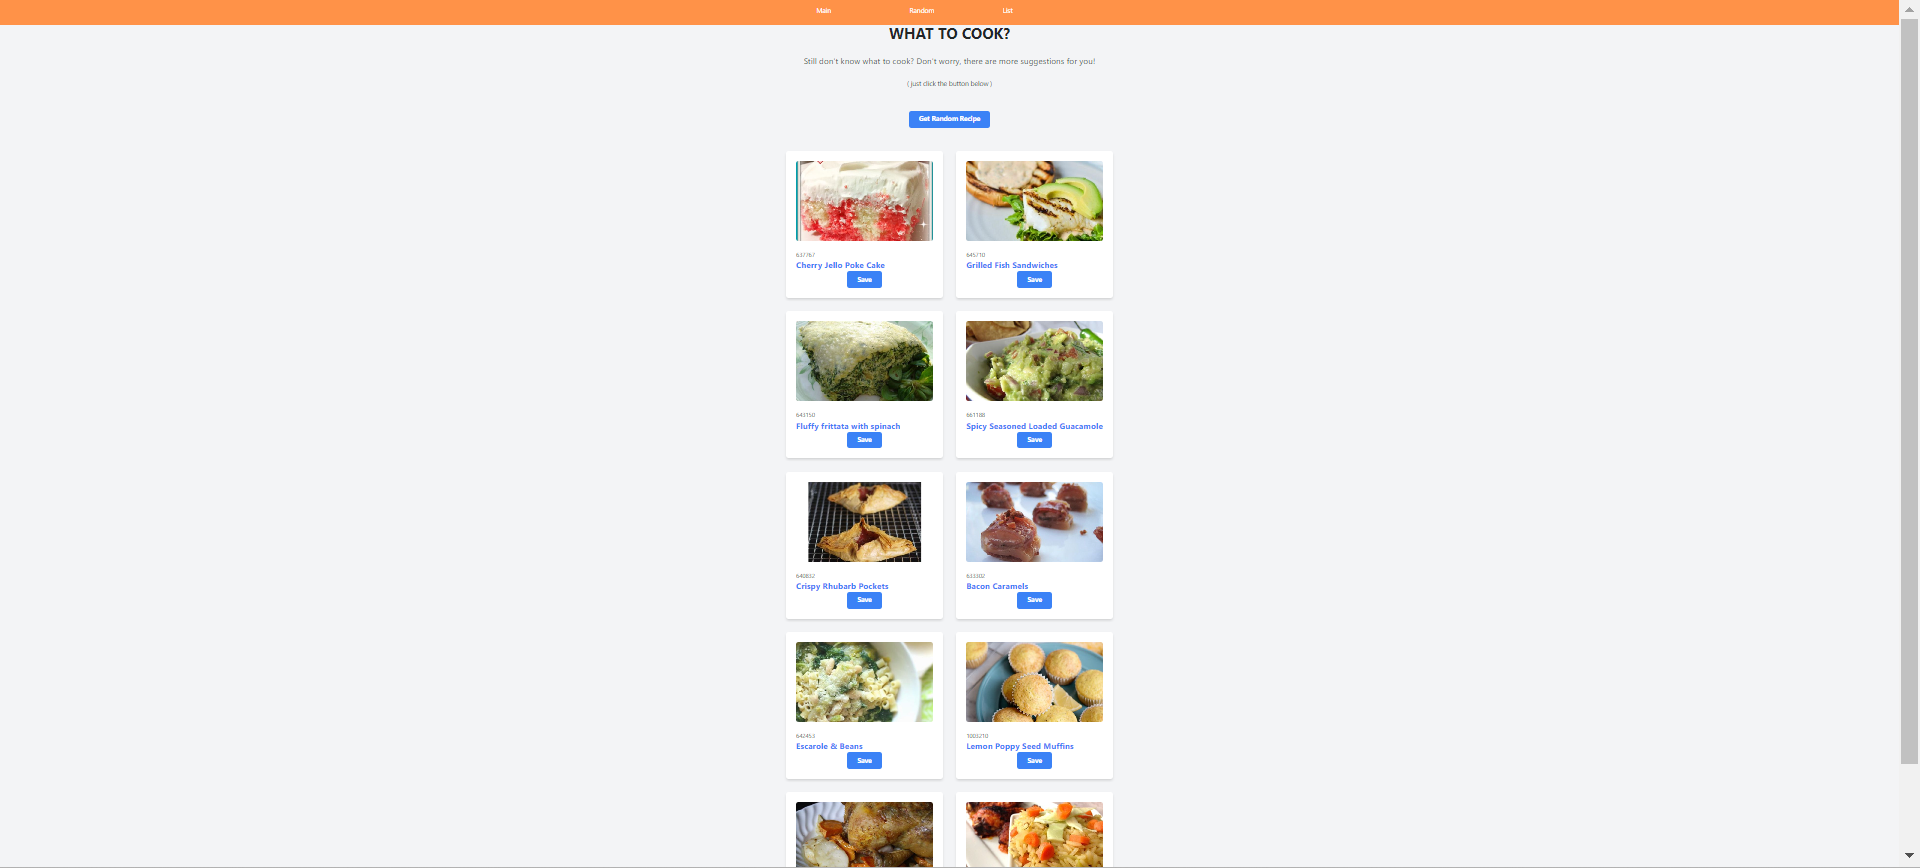 Main Random List
WHAT TO COOK?
Still don't know what to cook? Don't worry, there are more suggestions for you!
( just click the button below )
Get Random Recipe
637767
Cherry Jello Poke Cake
Save
645710
Grilled Fish Sandwiches
Save
643150
Fluffy frittata with spinach
Save
661188
Spicy Seasoned Loaded Guacamole
Save
640832
Crispy Rhubarb Pockets
Save
633302
Bacon Caramels
Save
642453
Escarole & Beans
Save
1003210
Lemon Poppy Seed Muffins
Save